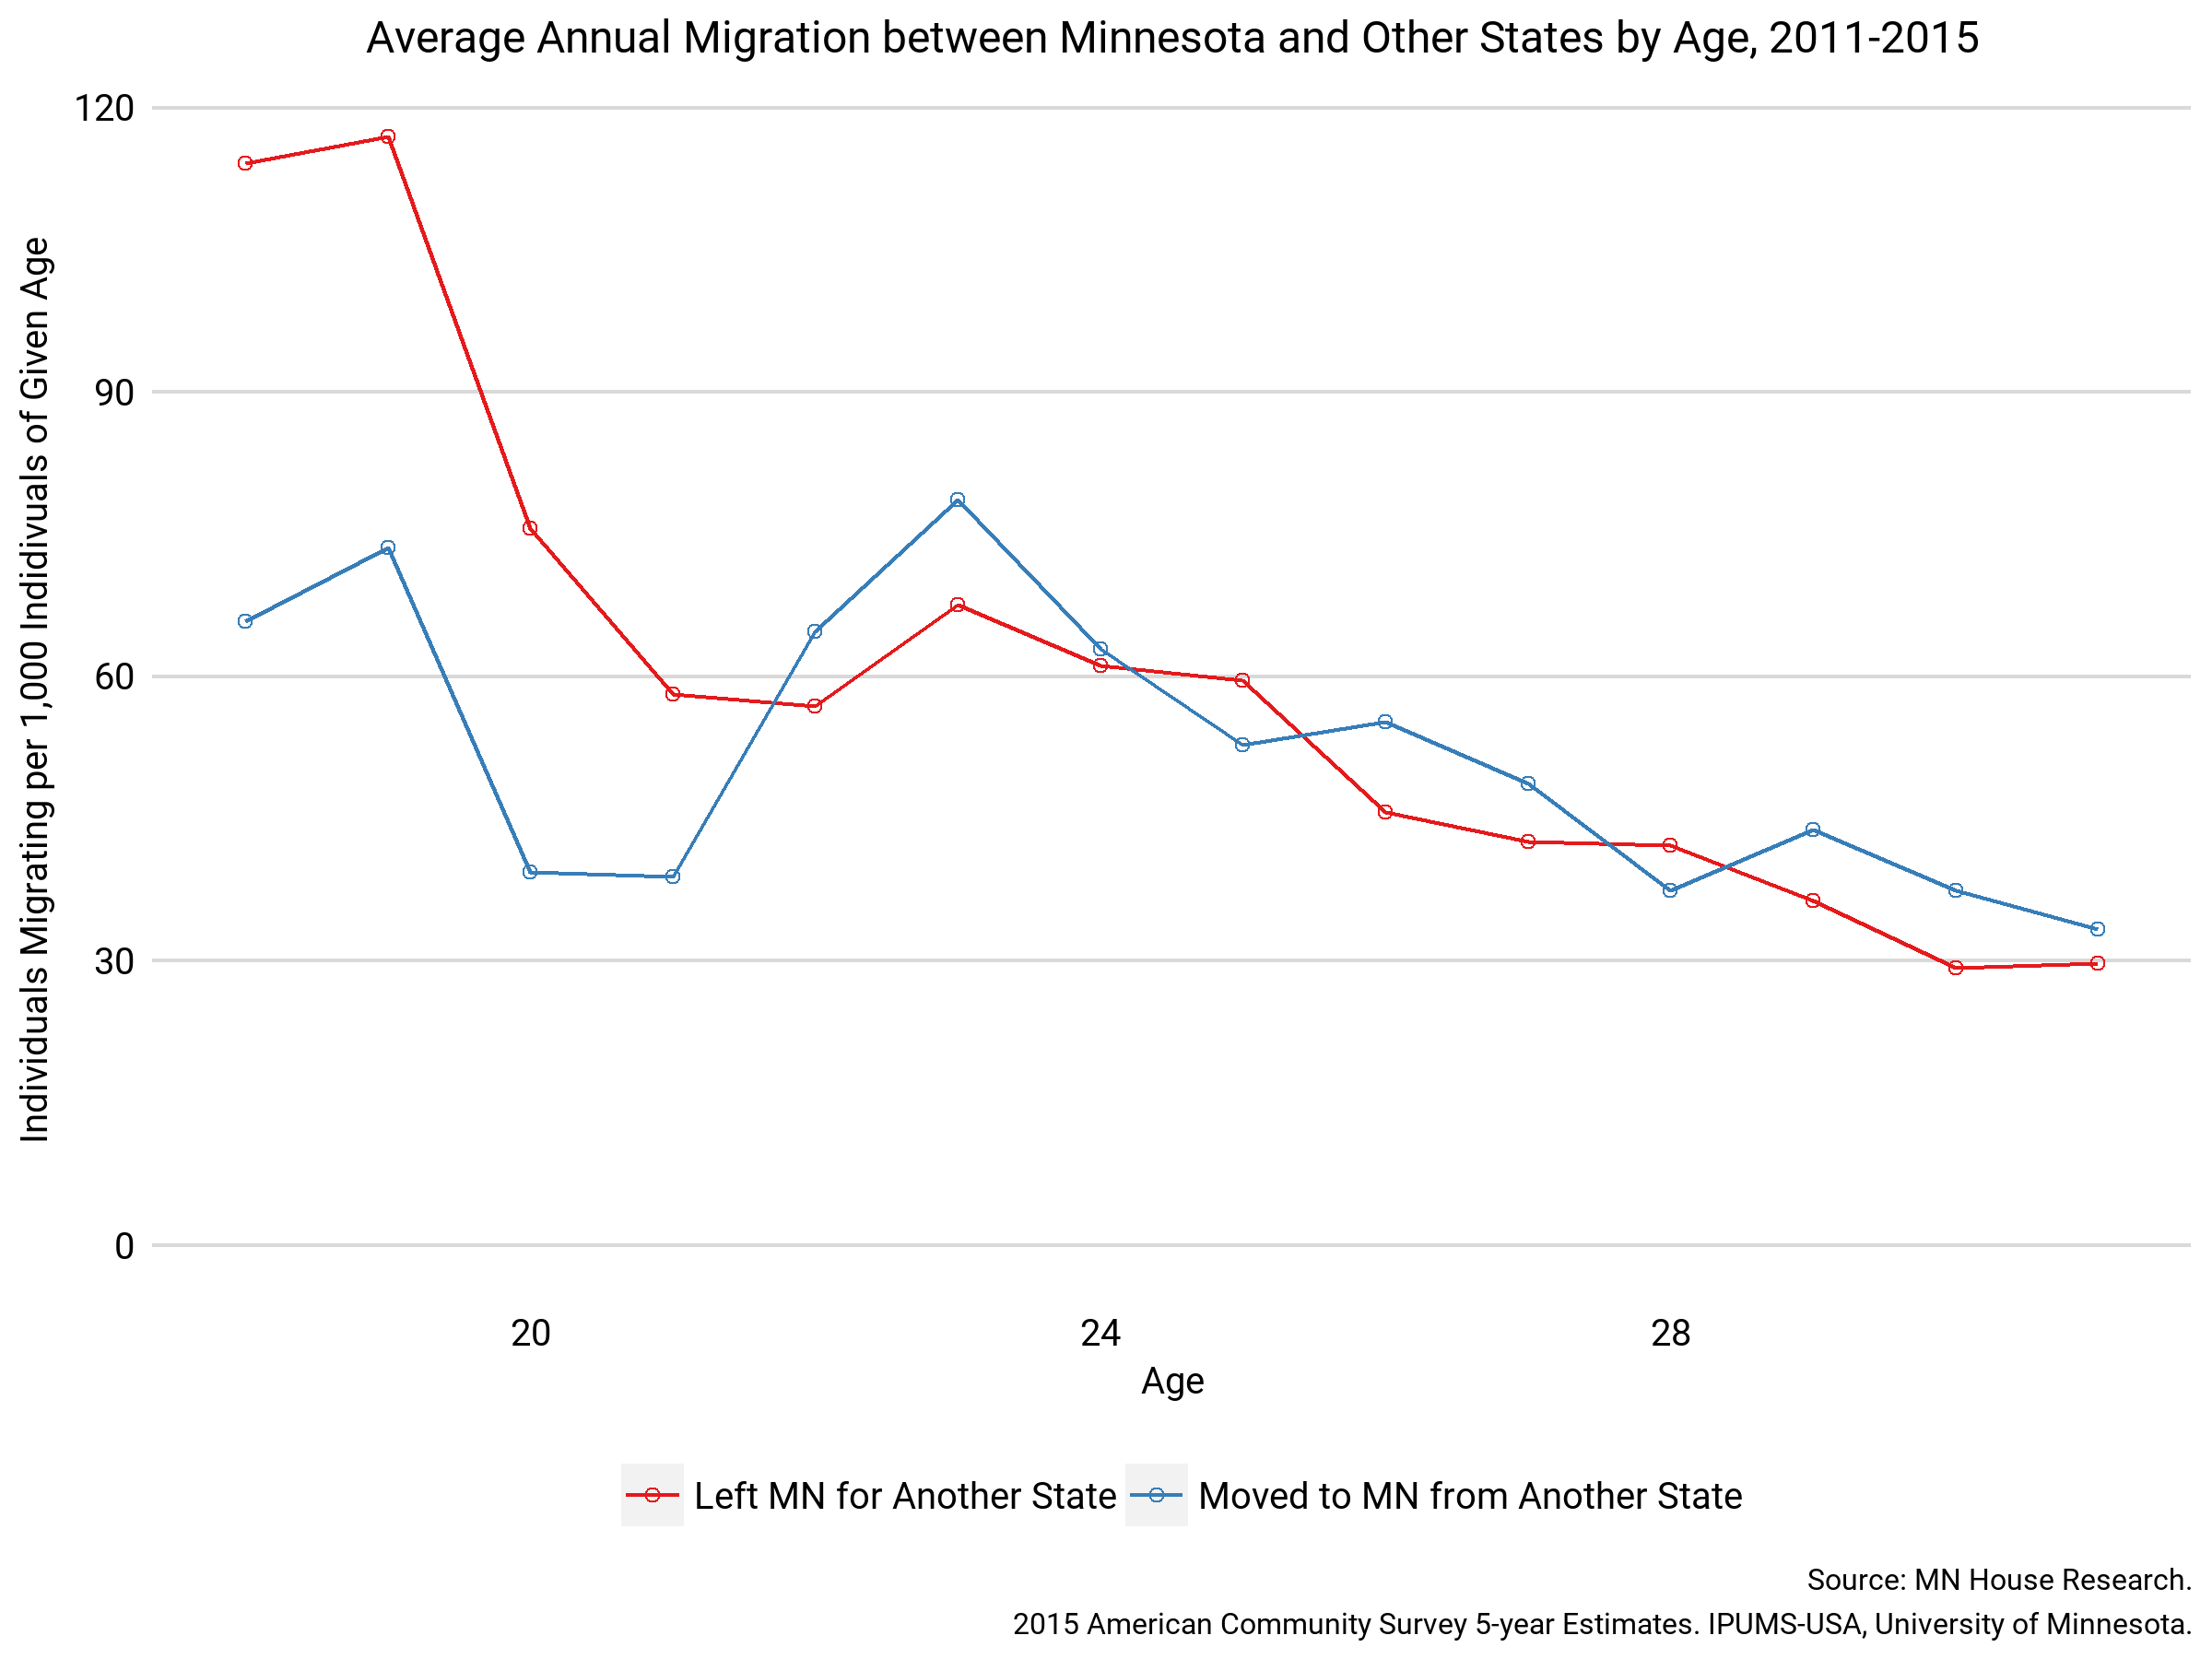 Average Annual Migration between Minnesota and Other States by Age, 2011-2015
Individuals Migrating per 1,000 Indidivuals of Given Age
120
90
60
30
0
20 24 28
Age
Left MN for Another State Moved to MN from Another State
Source: MN House Research.
2015 American Community Survey 5-year Estimates. IPUMS-USA, University of Minnesota.